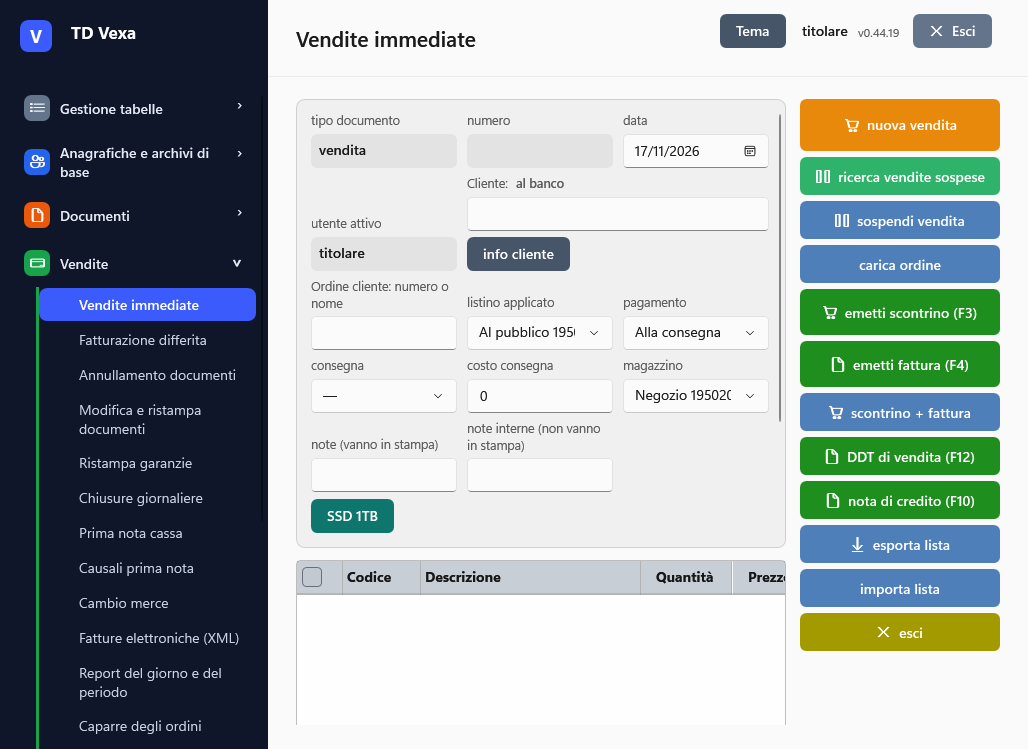 V
TD Vexa
Gestione tabelle
Anagrafiche e archivi di
base
Documenti
Vendite
Vendite immediate
Fatturazione differita
Annullamento documenti
Modifica e ristampa
documenti
Ristampa garanzie
Chiusure giornaliere
Prima nota cassa
Causali prima nota
Cambio merce
Fatture elettroniche (XML)
Report del giorno e del
periodo
Caparre degli ordini
Vendite immediate
Tema
titolare
v0.44.19
Esci
tipo documento
numero
data
vendita
17/11/2026
Cliente: al banco
utente attivo
titolare
info cliente
Ordine cliente: numero o
nome
listino applicato
pagamento
Al pubblico 195
Alla consegna
consegna
costo consegna
magazzino
—
0
Negozio 19502
note (vanno in stampa)
note interne (non vanno
in stampa)
SSD 1TB
Codice
Descrizione
Quantità
Prezz
nuova vendita
ricerca vendite sospese
sospendi vendita
carica ordine
emetti scontrino (F3)
emetti fattura (F4)
scontrino + fattura
DDT di vendita (F12)
nota di credito (F10)
esporta lista
importa lista
esci